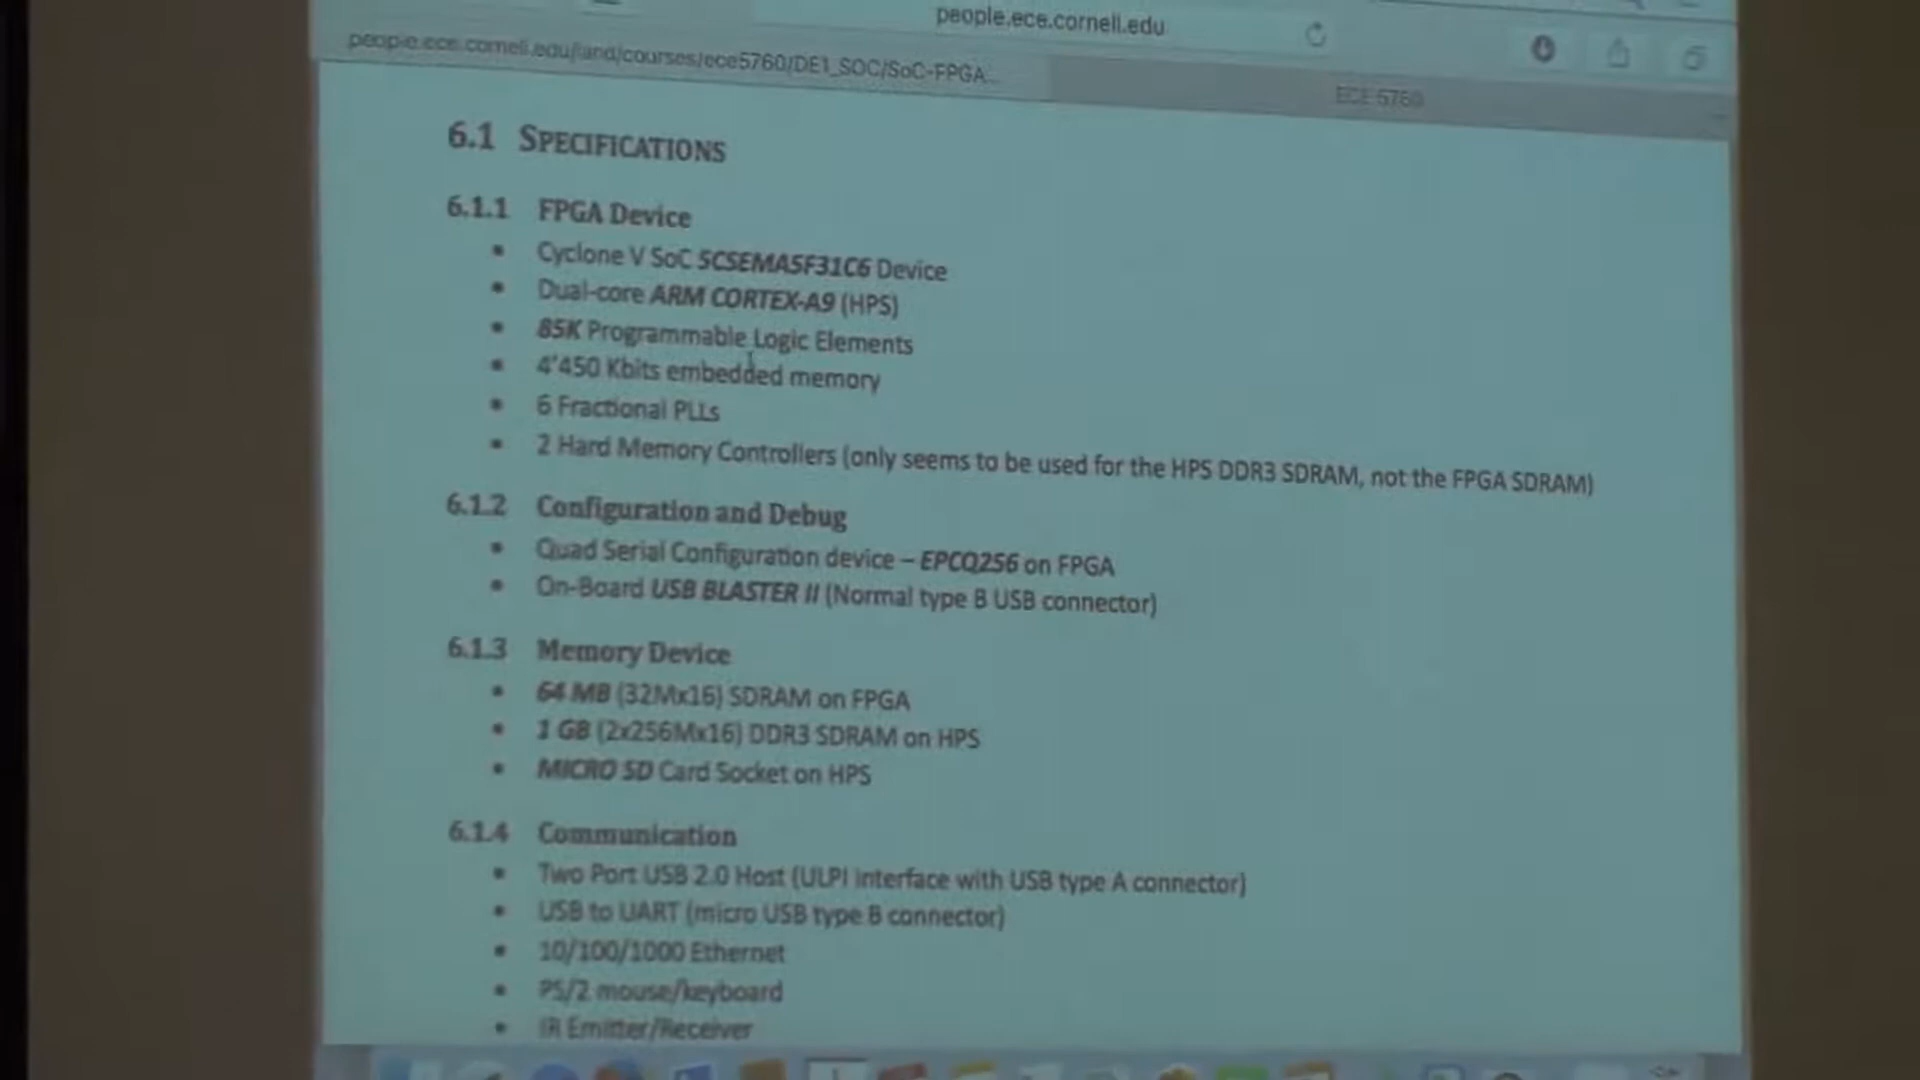 people.ece.cornell.edu
people.ece.cornell.edu/land/courses/ece5760/DE1_SOC/SoC-FPGA...
ECE 5760
6.1 SPECIFICATIONS
6.1.1 FPGA Device
• Cyclone V SoC 5CSEMA5F31C6 Device
• Dual-core ARM CORTEX-A9 (HPS)
• 85K Programmable Logic Elements
• 4'450 Kbits embedded memory
• 6 Fractional PLLs
• 2 Hard Memory Controllers (only seems to be used for the HPS DDR3 SDRAM, not the FPGA SDRAM)
6.1.2 Configuration and Debug
• Quad Serial Configuration device – EPCQ256 on FPGA
• On-Board USB BLASTER II (Normal type B USB connector)
6.1.3 Memory Device
• 64 MB (32Mx16) SDRAM on FPGA
• 1 GB (2x256Mx16) DDR3 SDRAM on HPS
• MICRO SD Card Socket on HPS
6.1.4 Communication
• Two Port USB 2.0 Host (ULPI interface with USB type A connector)
• USB to UART (micro USB type B connector)
• 10/100/1000 Ethernet
• PS/2 mouse/keyboard
• IR Emitter/Receiver